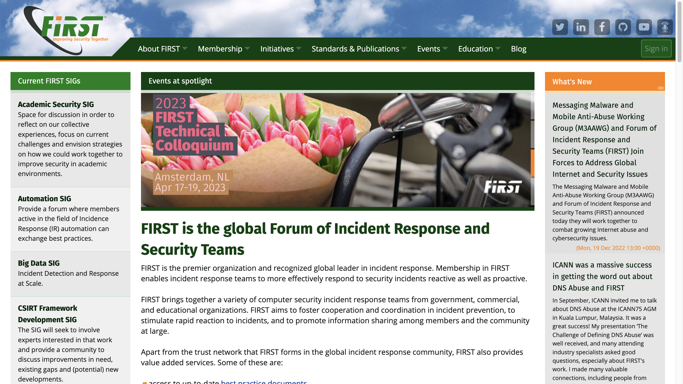 FiRST
Improving Security Together
About FIRST
Membership
Initiatives
Standards & Publications
Events
Education
Blog
Sign in
Current FIRST SIGs
Academic Security SIG
Space for discussion in order to
reflect on our collective
experiences, focus on current
challenges and envision strategies
on how we could work together to
improve security in academic
environments.
Automation SIG
Provide a forum where members
active in the field of Incidence
Response (IR) automation can
exchange best practices.
Big Data SIG
Incident Detection and Response
at Scale.
CSIRT Framework
Development SIG
The SIG will seek to involve
experts interested in that work
and provide a community to
discuss improvements in need,
existing gaps and (potential) new
developments.
Events at spotlight
2023
FIRST
Technical
Colloquium
Amsterdam, NL
Apr 17-19, 2023
FiRST
FIRST is the global Forum of Incident Response and
Security Teams
FIRST is the premier organization and recognized global leader in incident response. Membership in FIRST
enables incident response teams to more effectively respond to security incidents reactive as well as proactive.
FIRST brings together a variety of computer security incident response teams from government, commercial,
and educational organizations. FIRST aims to foster cooperation and coordination in incident prevention, to
stimulate rapid reaction to incidents, and to promote information sharing among members and the community
at large.
Apart from the trust network that FIRST forms in the global incident response community, FIRST also provides
value added services. Some of these are:
access to up-to-date best practice documents
What's New
Messaging Malware and
Mobile Anti-Abuse Working
Group (M3AAWG) and Forum of
Incident Response and
Security Teams (FIRST) Join
Forces to Address Global
Internet and Security Issues
The Messaging Malware and Mobile
Anti-Abuse Working Group (M3AAWG)
and Forum of Incident Response and
Security Teams (FIRST) announced
today they will work together to
combat growing Internet abuse and
cybersecurity issues.
(Mon, 19 Dec 2022 13:00 +0000)
ICANN was a massive success
in getting the word out about
DNS Abuse and FIRST
In September, ICANN invited me to talk
about DNS Abuse at the ICANN75 AGM
in Kuala Lumpur, Malaysia. It was a
great success! My presentation 'The
Challenge of Defining DNS Abuse' was
well received, and many attending
industry specialists asked good
questions, especially from Africa's
region. I made many valuable
connections, including people from